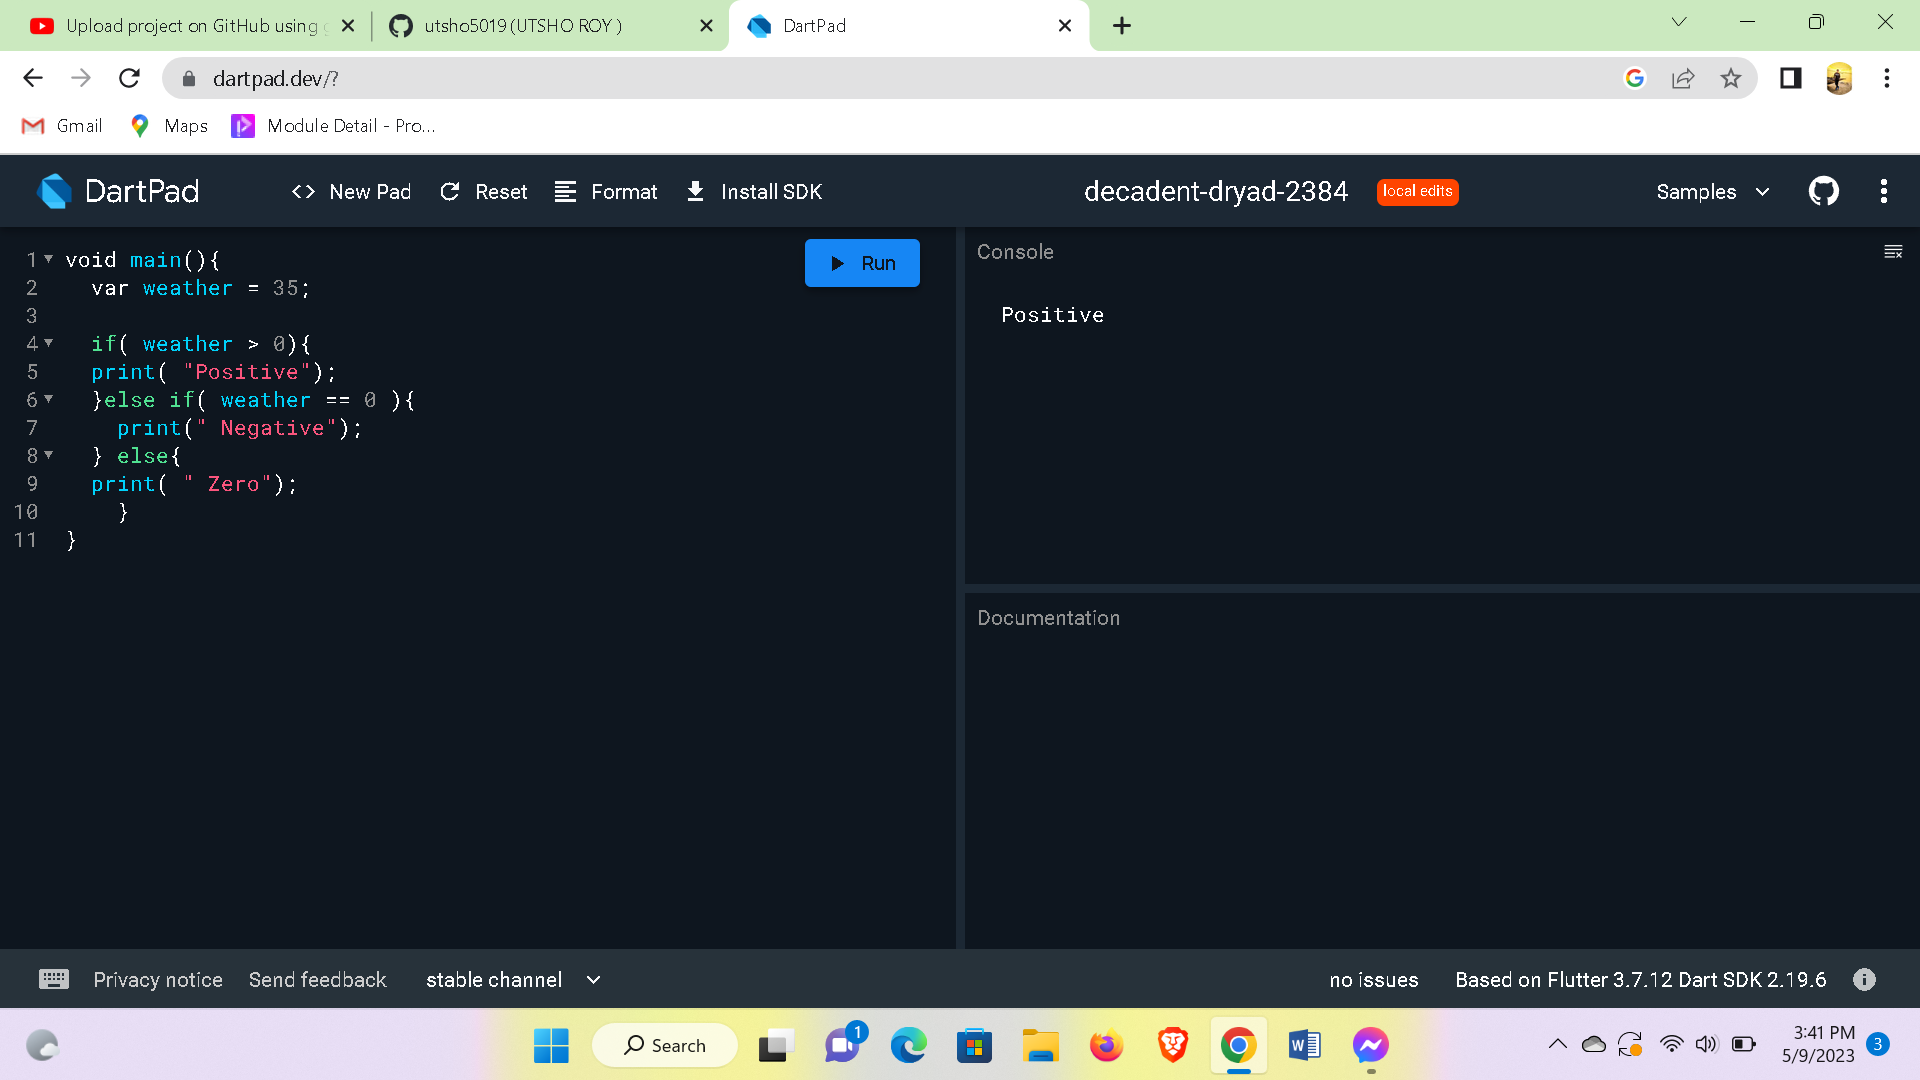 Upload project on GitHub using g
utsho5019 (UTSHO ROY )
DartPad
dartpad.dev/?
Gmail
Maps
Module Detail - Pro...
DartPad
New Pad
Reset
Format
Install SDK
decadent-dryad-2384
local edits
Samples
1 void main(){
2 var weather = 35;
3
4 if( weather > 0){
5 print( "Positive");
6 }else if( weather == 0 ){
7 print(" Negative");
8 } else{
9 print( " Zero");
10 }
11 }
Run
Console
Positive
Documentation
Privacy notice
Send feedback
stable channel
no issues
Based on Flutter 3.7.12 Dart SDK 2.19.6
Search
1
3:41 PM
5/9/2023
3